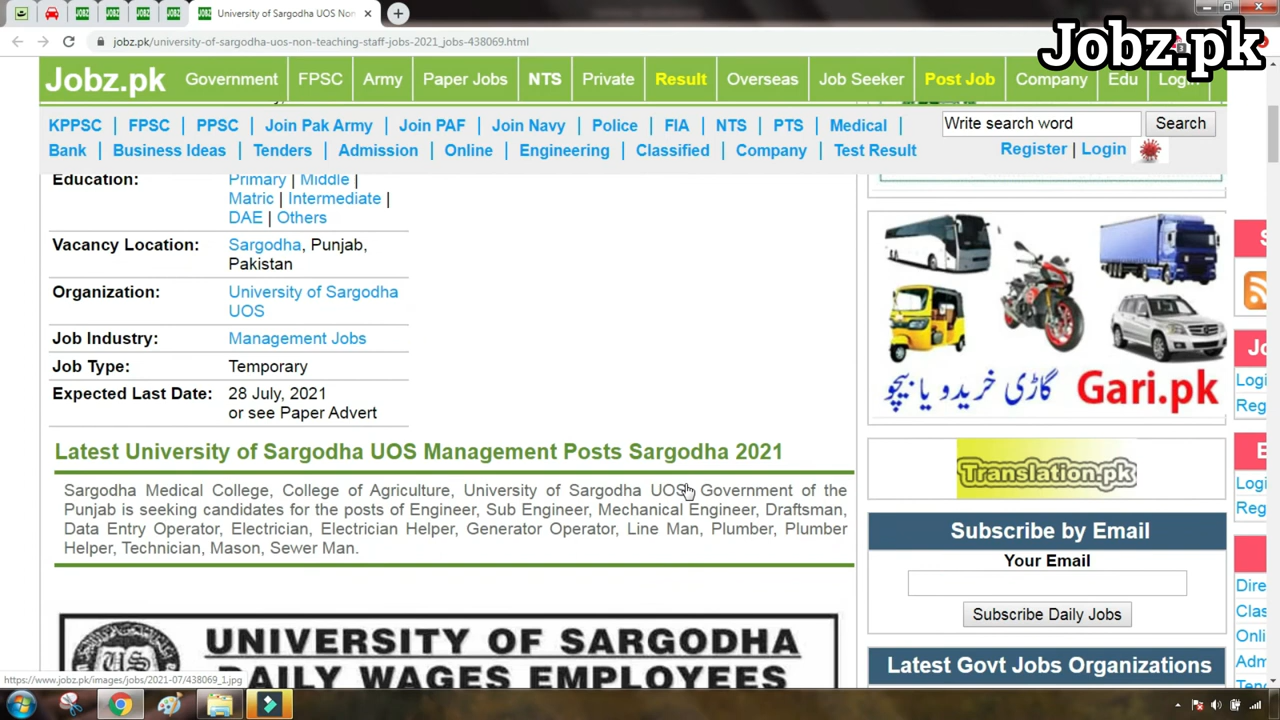 University of Sargodha UOS Non
jobz.pk/university-of-sargodha-uos-non-teaching-staff-jobs-2021_jobs-438069.html
Jobz.pk
Jobz.pk Government FPSC Army Paper Jobs NTS Private Result Overseas Job Seeker Post Job Company Edu Login
KPPSC | FPSC | PPSC | Join Pak Army | Join PAF | Join Navy | Police | FIA | NTS | PTS | Medical |
Write search word Search
Bank | Business Ideas | Tenders | Admission | Online | Engineering | Classified | Company | Test Result
Register | Login
Education: Primary | Middle |
Matric | Intermediate |
DAE | Others
Vacancy Location: Sargodha, Punjab,
Pakistan
Organization: University of Sargodha
UOS
Job Industry: Management Jobs
Job Type: Temporary
Expected Last Date: 28 July, 2021
or see Paper Advert
Latest University of Sargodha UOS Management Posts Sargodha 2021
Sargodha Medical College, College of Agriculture, University of Sargodha UOS Government of the
Punjab is seeking candidates for the posts of Engineer, Sub Engineer, Mechanical Engineer, Draftsman,
Data Entry Operator, Electrician, Electrician Helper, Generator Operator, Line Man, Plumber, Plumber
Helper, Technician, Mason, Sewer Man.
UNIVERSITY OF SARGODHA
DAILY WAGES EMPLOYEES
گاڑی خریدو یا بیچو Gari.pk
Translation.pk
Subscribe by Email
Your Email
Subscribe Daily Jobs
Latest Govt Jobs Organizations
Logi
Reg
Logi
Reg
Dire
Clas
Onli
Adm
https://www.jobz.pk/images/jobs/2021-07/438069_1.jpg